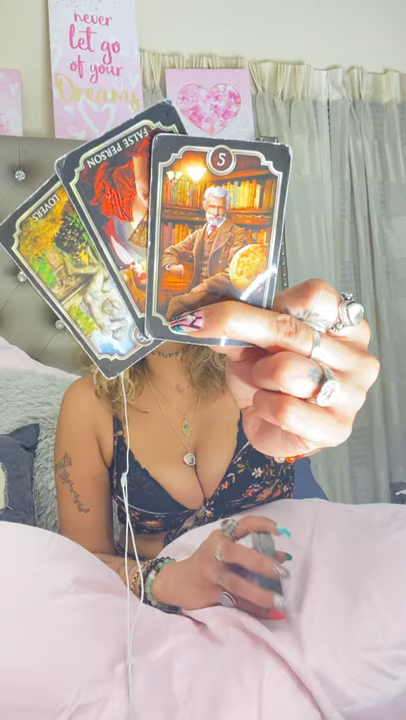 never
let go
of your
Dreams
FALSE PERSON
LOVERS
5